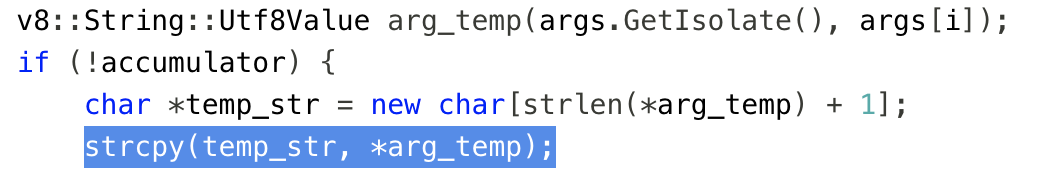 v8::String::Utf8Value arg_temp(args.GetIsolate(), args[i]);
if (!accumulator) {
    char *temp_str = new char[strlen(*arg_temp) + 1];
    strcpy(temp_str, *arg_temp);